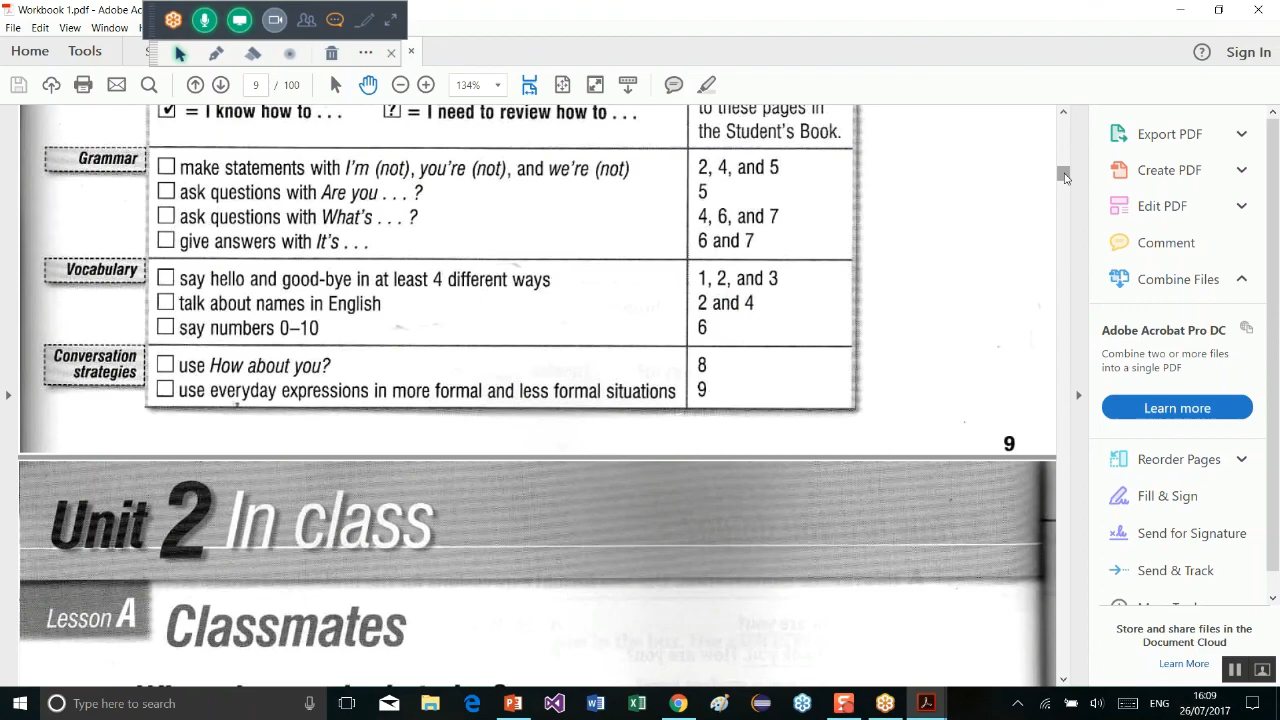 Workbook 1.pdf - Adobe Ac
File Edit View Window
Home Tools
Sign In
9 / 100
134%
= I know how to . . . ? = I need to review how to . . .
to these pages in
the Student's Book.
Grammar
make statements with I'm (not), you're (not), and we're (not) 2, 4, and 5
ask questions with Are you . . . ? 5
ask questions with What's . . . ? 4, 6, and 7
give answers with It's . . . 6 and 7
Vocabulary
say hello and good-bye in at least 4 different ways 1, 2, and 3
talk about names in English 2 and 4
say numbers 0–10 6
Conversation
strategies
use How about you? 8
use everyday expressions in more formal and less formal situations 9
9
Unit 2 In class
Lesson A Classmates
Export PDF
Create PDF
Edit PDF
Comment
Combine Files
Adobe Acrobat Pro DC
Combine two or more files
into a single PDF
Learn more
Reorder Pages
Fill & Sign
Send for Signature
Send & Track
Store and share files in the
Document Cloud
Learn More
Type here to search
ENG
16:09
26/07/2017